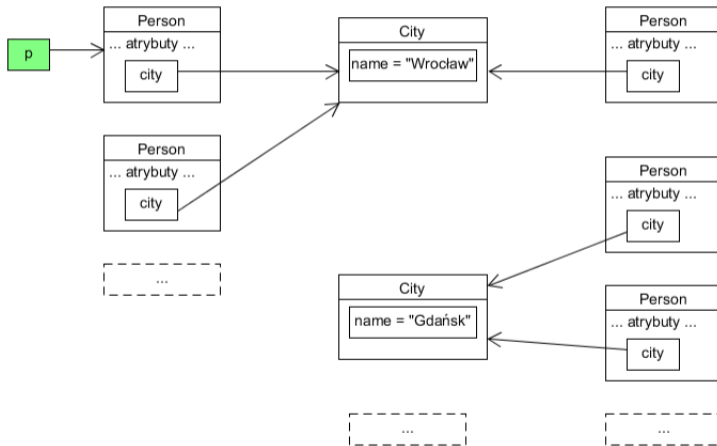 p
Person
... atrybuty ...
city
Person
... atrybuty ...
city
...
City
name = "Wrocław"
City
name = "Gdańsk"
...
Person
... atrybuty ...
city
Person
... atrybuty ...
city
Person
... atrybuty ...
city
...